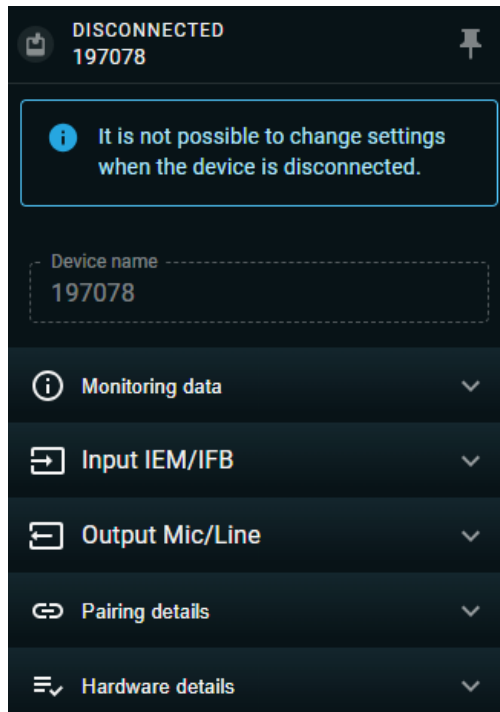 DISCONNECTED
197078
It is not possible to change settings
when the device is disconnected.
Device name
197078
Monitoring data
Input IEM/IFB
Output Mic/Line
Pairing details
Hardware details